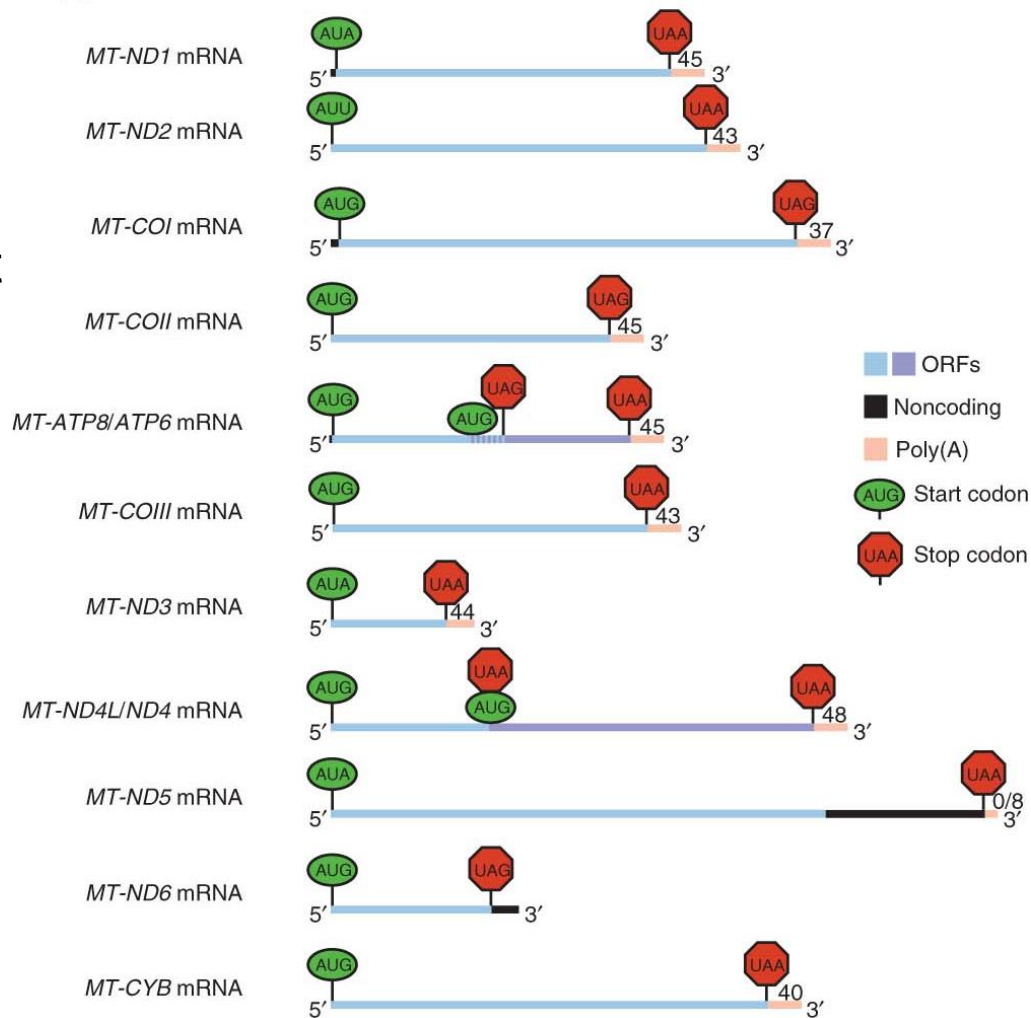 AUA UAA
MT-ND1 mRNA 45
5′ 3′
AUU UAA
MT-ND2 mRNA 43
5′ 3′
AUG UAG
MT-COI mRNA 37
5′ 3′
AUG UAG
MT-COII mRNA 45
5′ 3′
AUG AUG UAG UAA
MT-ATP8/ATP6 mRNA 45
5′ 3′
AUG UAA
MT-COIII mRNA 43
5′ 3′
AUA UAA
MT-ND3 mRNA 44
5′ 3′
AUG UAA AUG UAA
MT-ND4L/ND4 mRNA 48
5′ 3′
AUA UAA
MT-ND5 mRNA 0/8
5′ 3′
AUG UAG
MT-ND6 mRNA
5′ 3′
AUG UAA
MT-CYB mRNA 40
5′ 3′
ORFs
Noncoding
Poly(A)
AUG Start codon
UAA Stop codon